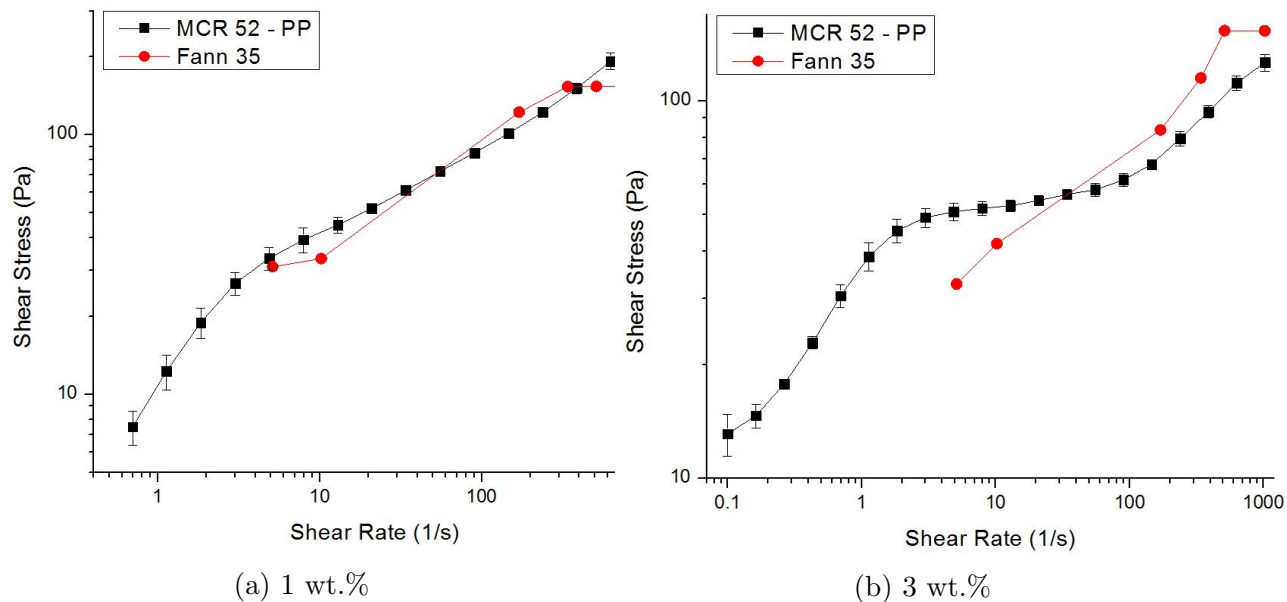 MCR 52 - PP
Fann 35
Shear Stress (Pa)
100
10
1
10
100
Shear Rate (1/s)
(a) 1 wt.%
MCR 52 - PP
Fann 35
Shear Stress (Pa)
100
10
0.1
1
10
100
1000
Shear Rate (1/s)
(b) 3 wt.%